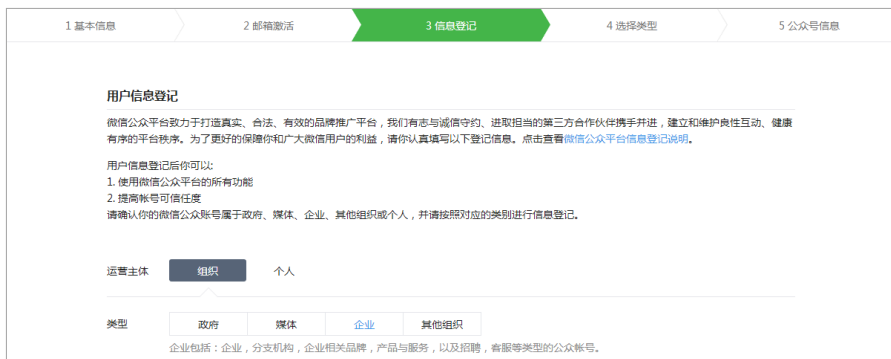 1 基本信息
2 邮箱激活
3 信息登记
4 选择类型
5 公众号信息
用户信息登记
微信公众平台致力于打造真实、合法、有效的品牌推广平台，我们有志与诚信守约、进取担当的第三方合作伙伴携手并进，建立和维护良性互动、健康
有序的平台秩序。为了更好的保障你和广大微信用户的利益，请你认真填写以下登记信息。点击查看微信公众平台信息登记说明。
用户信息登记后你可以:
1. 使用微信公众平台的所有功能
2. 提高帐号可信任度
请确认你的微信公众账号属于政府、媒体、企业、其他组织或个人，并请按照对应的类别进行信息登记。
运营主体 组织 个人
类型 政府 媒体 企业 其他组织
企业包括：企业，分支机构，企业相关品牌，产品与服务，以及招聘，客服等类型的公众帐号。